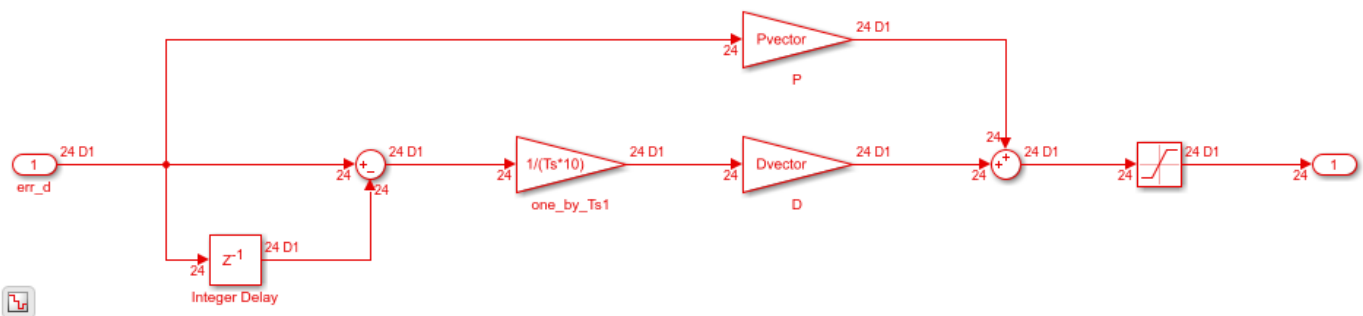 24 D1
Pvector
24
P
24
1
24 D1
err_d
+
−
24
24
24 D1
1/(Ts*10)
24
24 D1
one_by_Ts1
Dvector
24
24 D1
D
+
+
24
24 D1
24
24 D1
24
1
z-1
24
24 D1
Integer Delay